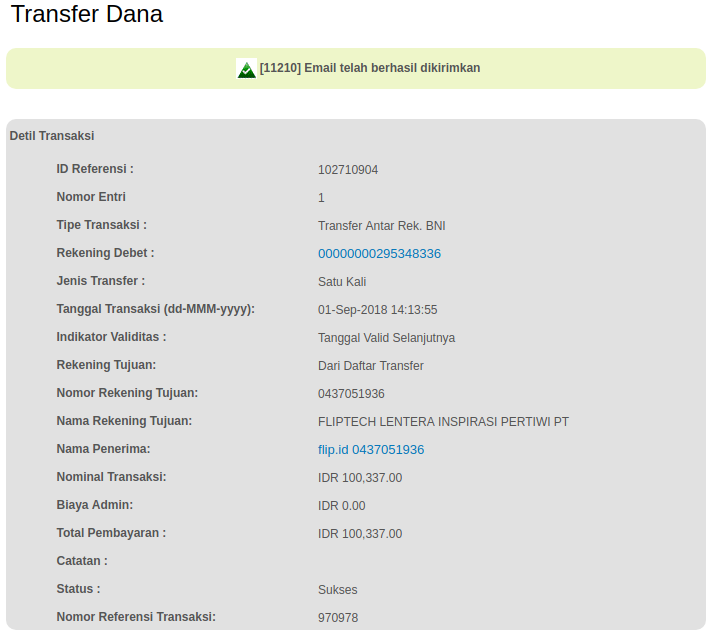 Transfer Dana
[11210] Email telah berhasil dikirimkan
Detil Transaksi
ID Referensi : 102710904
Nomor Entri 1
Tipe Transaksi : Transfer Antar Rek. BNI
Rekening Debet : 00000000295348336
Jenis Transfer : Satu Kali
Tanggal Transaksi (dd-MMM-yyyy): 01-Sep-2018 14:13:55
Indikator Validitas : Tanggal Valid Selanjutnya
Rekening Tujuan: Dari Daftar Transfer
Nomor Rekening Tujuan: 0437051936
Nama Rekening Tujuan: FLIPTECH LENTERA INSPIRASI PERTIWI PT
Nama Penerima: flip.id 0437051936
Nominal Transaksi: IDR 100,337.00
Biaya Admin: IDR 0.00
Total Pembayaran : IDR 100,337.00
Catatan :
Status : Sukses
Nomor Referensi Transaksi: 970978